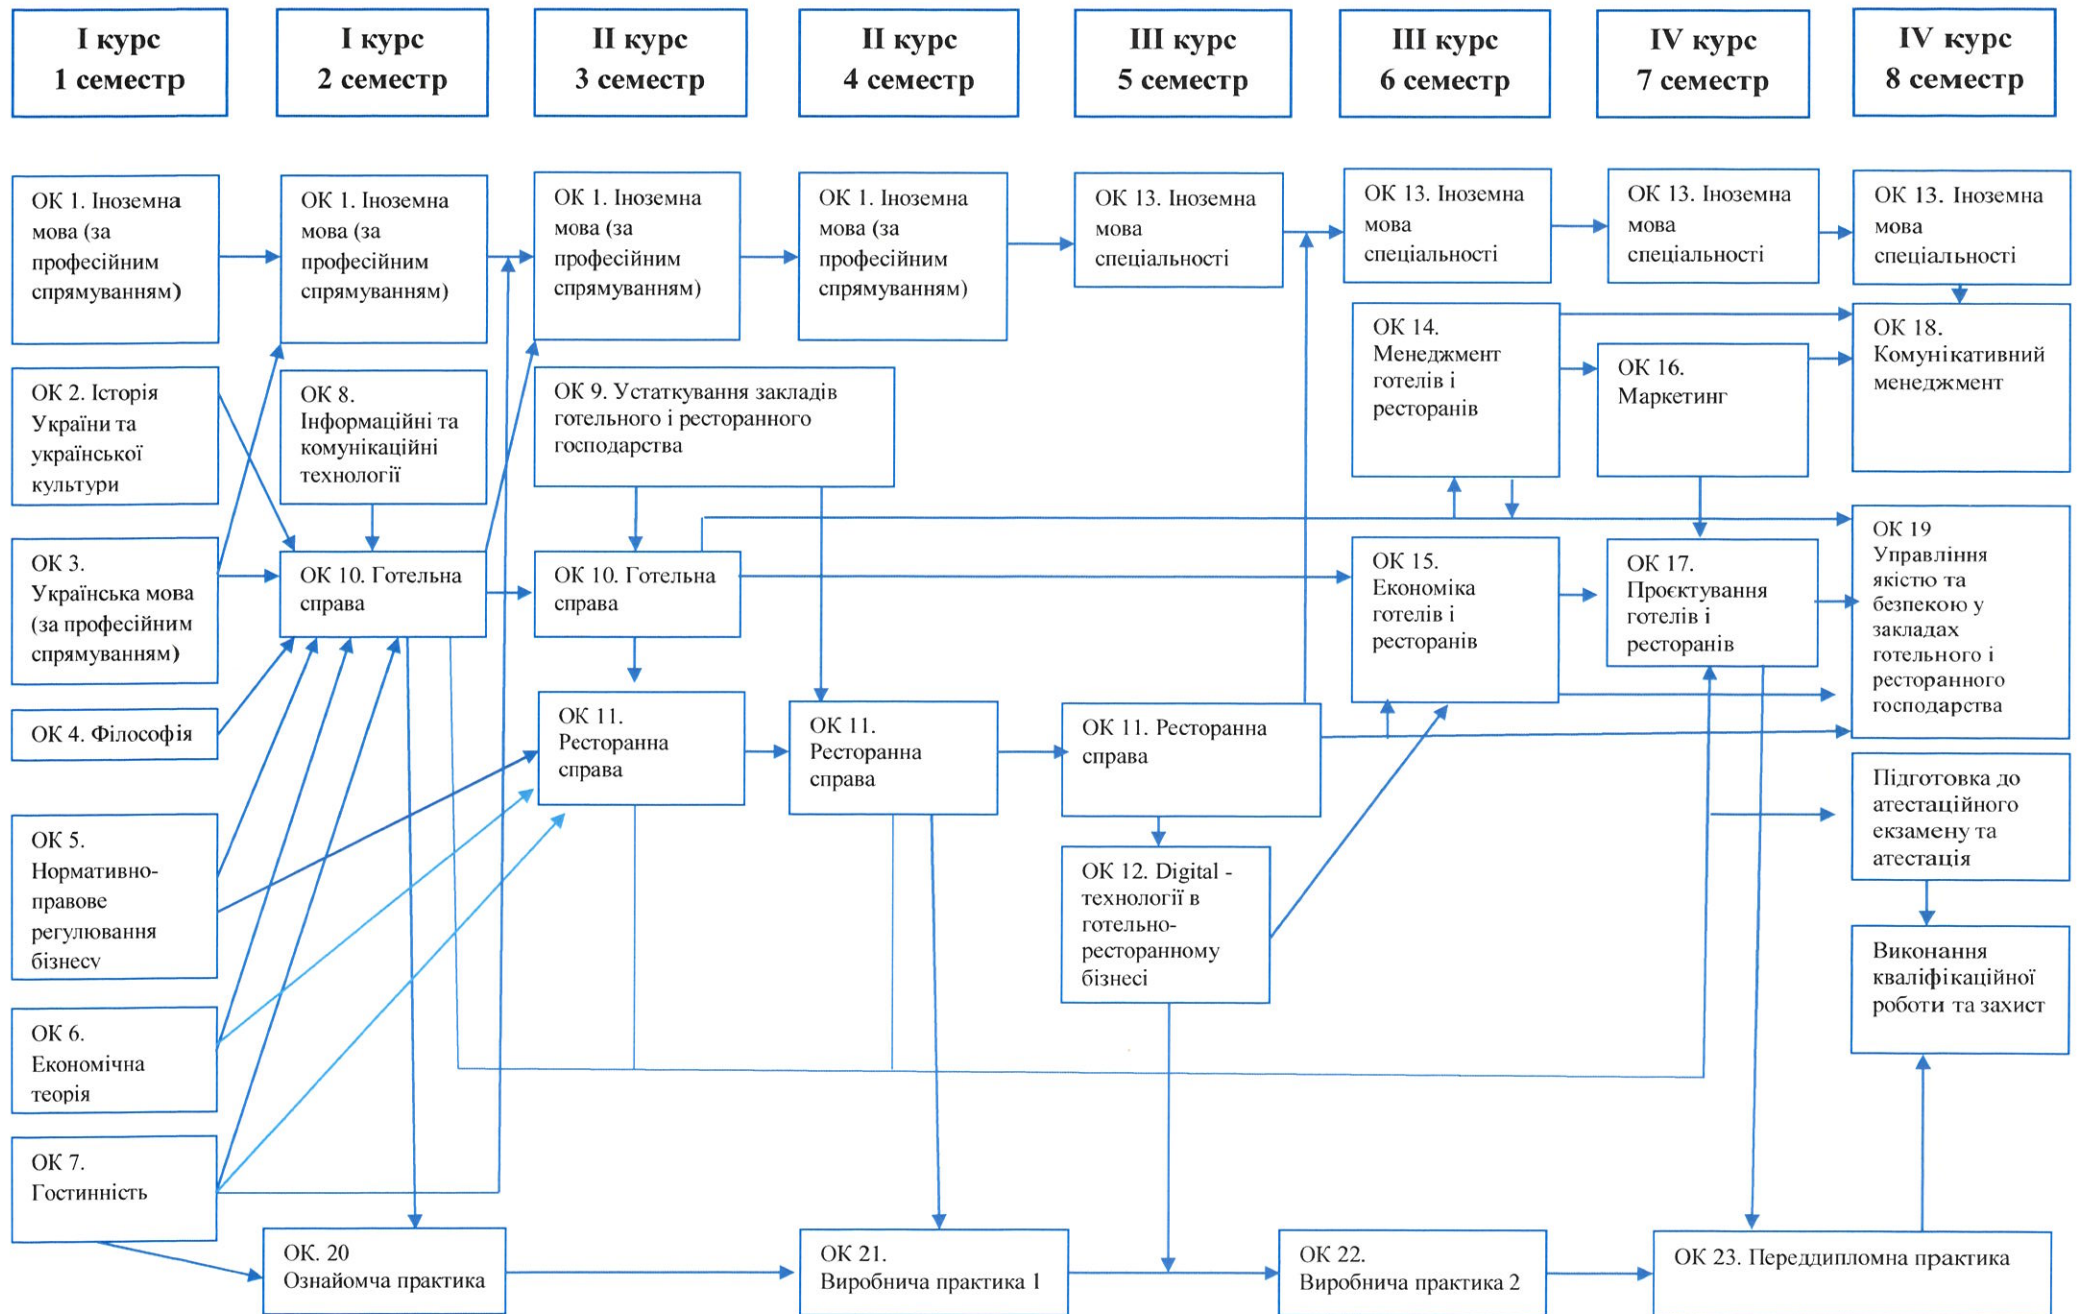 I курс
1 семестр
I курс
2 семестр
II курс
3 семестр
II курс
4 семестр
III курс
5 семестр
III курс
6 семестр
IV курс
7 семестр
IV курс
8 семестр
ОК 1. Іноземна
мова (за
професійним
спрямуванням)
ОК 1. Іноземна
мова (за
професійним
спрямуванням)
ОК 1. Іноземна
мова (за
професійним
спрямуванням)
ОК 1. Іноземна
мова (за
професійним
спрямуванням)
ОК 13. Іноземна
мова
спеціальності
ОК 13. Іноземна
мова
спеціальності
ОК 13. Іноземна
мова
спеціальності
ОК 13. Іноземна
мова
спеціальності
ОК 2. Історія
України та
української
культури
ОК 8.
Інформаційні та
комунікаційні
технології
ОК 9. Устаткування закладів
готельного і ресторанного
господарства
ОК 14.
Менеджмент
готелів і
ресторанів
ОК 16.
Маркетинг
ОК 18.
Комунікативний
менеджмент
ОК 3.
Українська мова
(за професійним
спрямуванням)
ОК 10. Готельна
справа
ОК 10. Готельна
справа
ОК 15.
Економіка
готелів і
ресторанів
ОК 17.
Проєктування
готелів і
ресторанів
ОК 19
Управління
якістю та
безпекою у
закладах
готельного і
ресторанного
господарства
ОК 4. Філософія
ОК 11.
Ресторанна
справа
ОК 11.
Ресторанна
справа
ОК 11. Ресторанна
справа
Підготовка до
атестаційного
екзамену та
атестація
ОК 5.
Нормативно-
правове
регулювання
бізнесу
ОК 12. Digital -
технології в
готельно-
ресторанному
бізнесі
Виконання
кваліфікаційної
роботи та захист
ОК 6.
Економічна
теорія
ОК 7.
Гостинність
ОК. 20
Ознайомча практика
ОК 21.
Виробнича практика 1
ОК 22.
Виробнича практика 2
ОК 23. Переддипломна практика